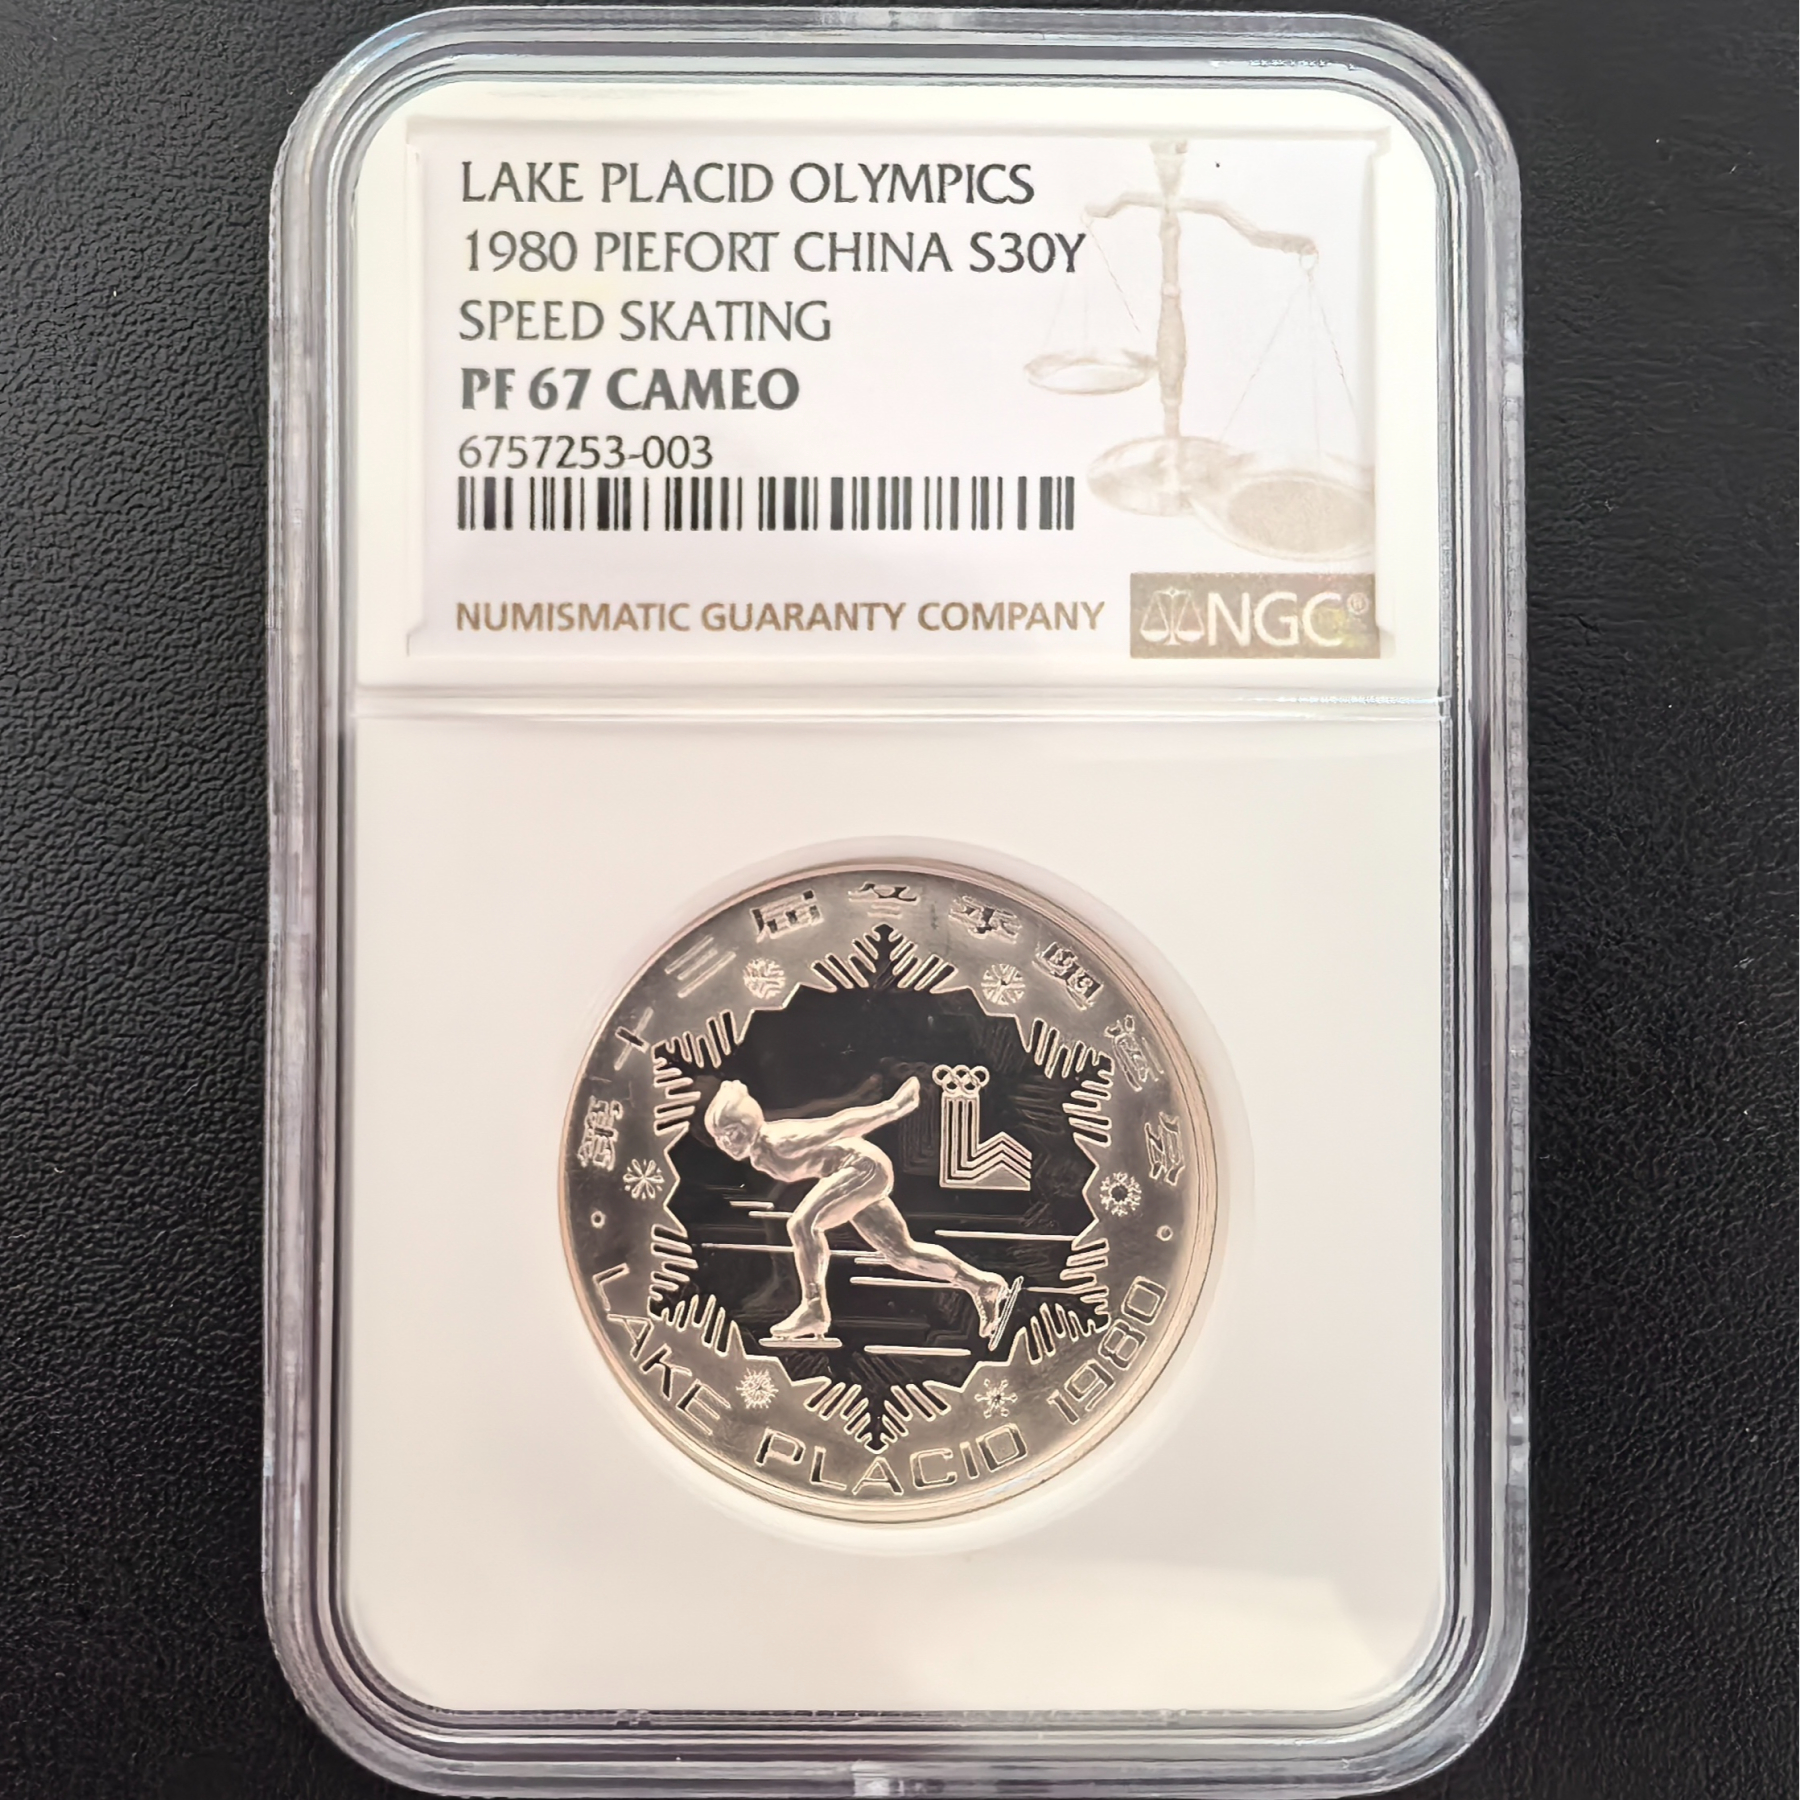 LAKE PLACID OLYMPICS
1980 PIEFORT CHINA S30Y
SPEED SKATING
PF 67 CAMEO
6757253-003
NUMISMATIC GUARANTY COMPANY
NGC®
第十三届冬季奥运会
LAKE PLACID 1980